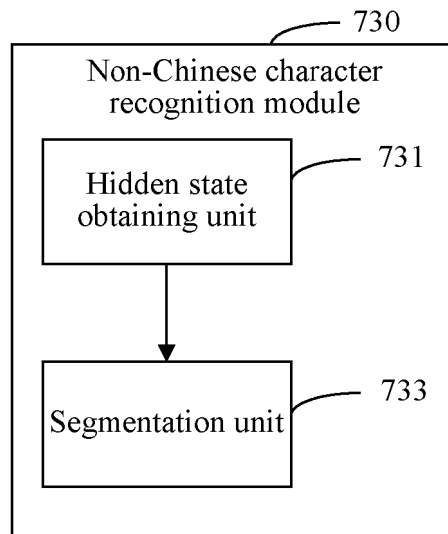 730
Non-Chinese character
recognition module
731
Hidden state
obtaining unit
733
Segmentation unit